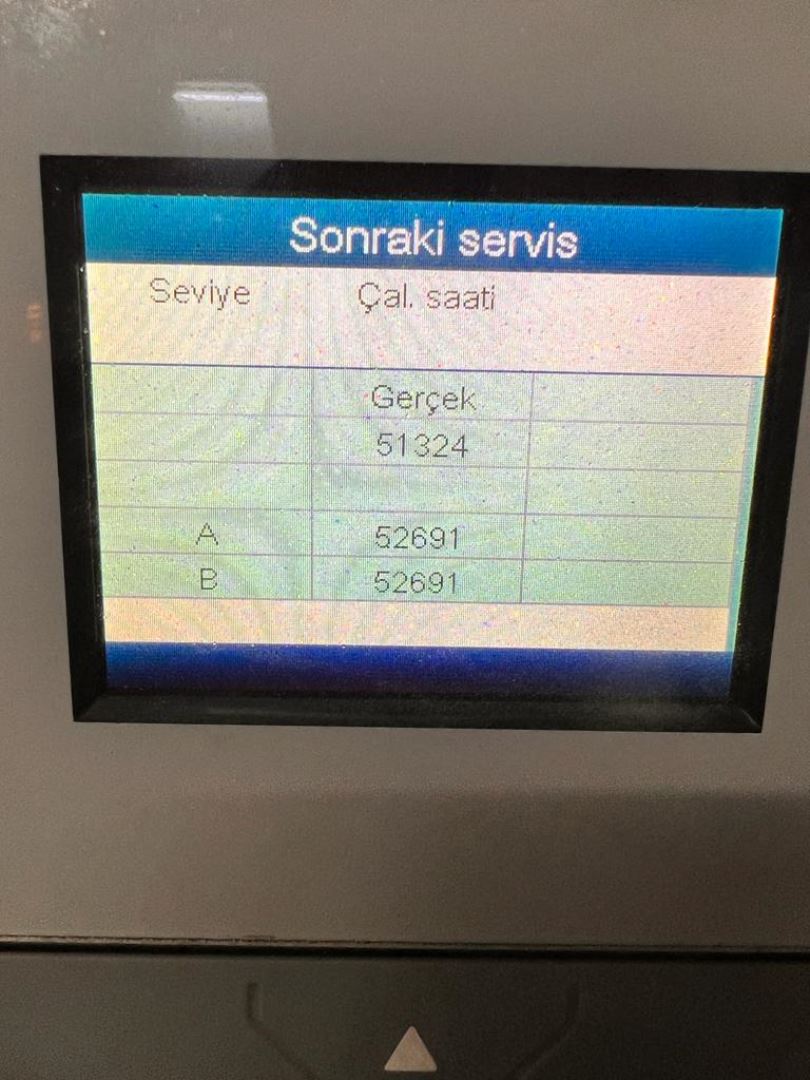 Sonraki servis
Seviye Çal. saati
Gerçek
51324
A 52691
B 52691